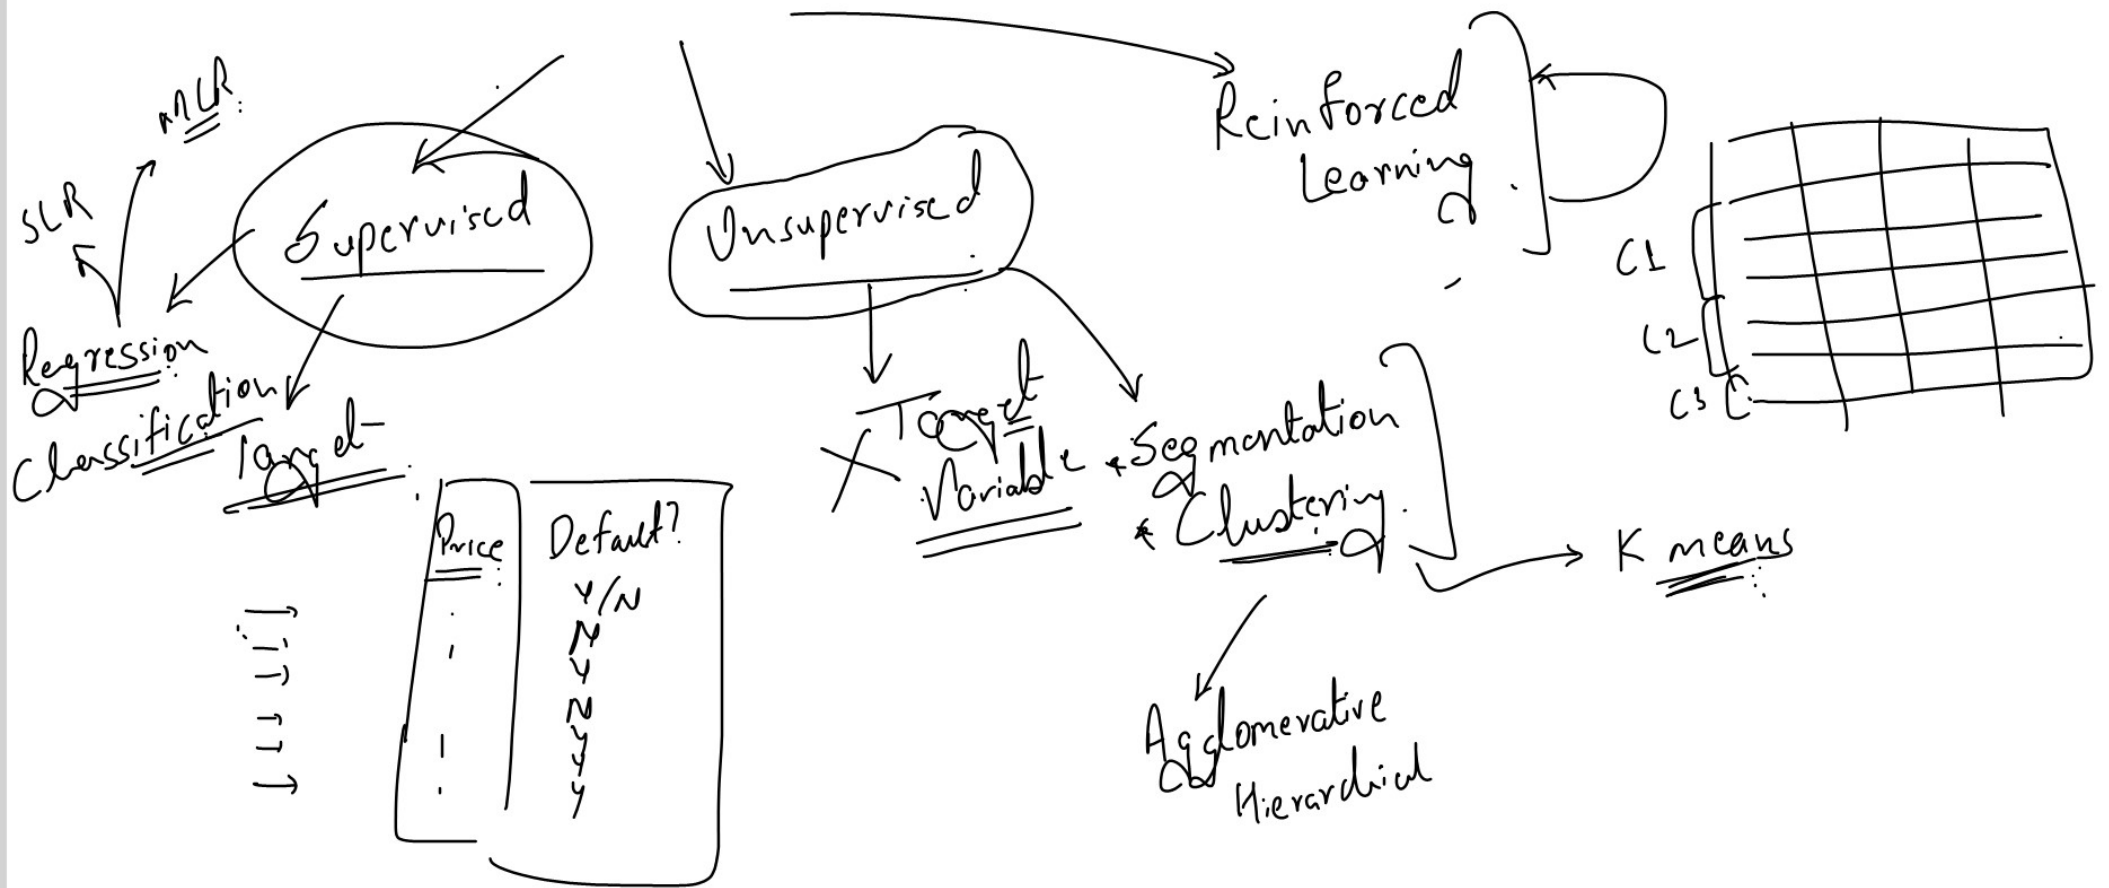 MLR
SLR
Supervised
Unsupervised
Reinforced
Learning
Regression
Classification
Target
Price
Default?
Y/N
N
Y
N
Y
Y
Y
X Target
Variable
* Segmentation
* Clustering
K means
Agglomerative
Hierarchical
C1
C2
C3